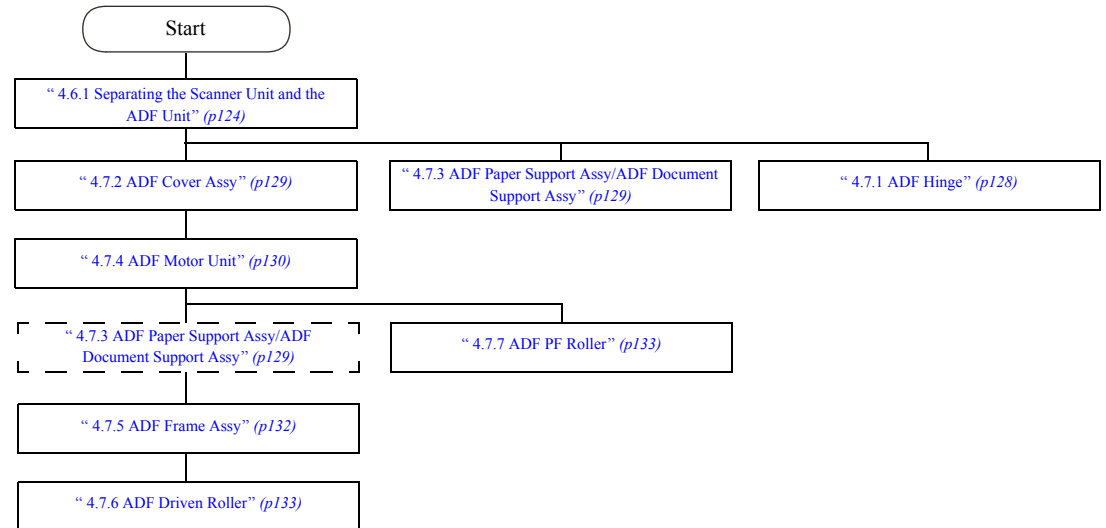 Start
“ 4.6.1 Separating the Scanner Unit and the
ADF Unit” (p124)
“ 4.7.2 ADF Cover Assy” (p129)
“ 4.7.3 ADF Paper Support Assy/ADF Document
Support Assy” (p129)
“ 4.7.1 ADF Hinge” (p128)
“ 4.7.4 ADF Motor Unit” (p130)
“ 4.7.3 ADF Paper Support Assy/ADF
Document Support Assy” (p129)
“ 4.7.7 ADF PF Roller” (p133)
“ 4.7.5 ADF Frame Assy” (p132)
“ 4.7.6 ADF Driven Roller” (p133)